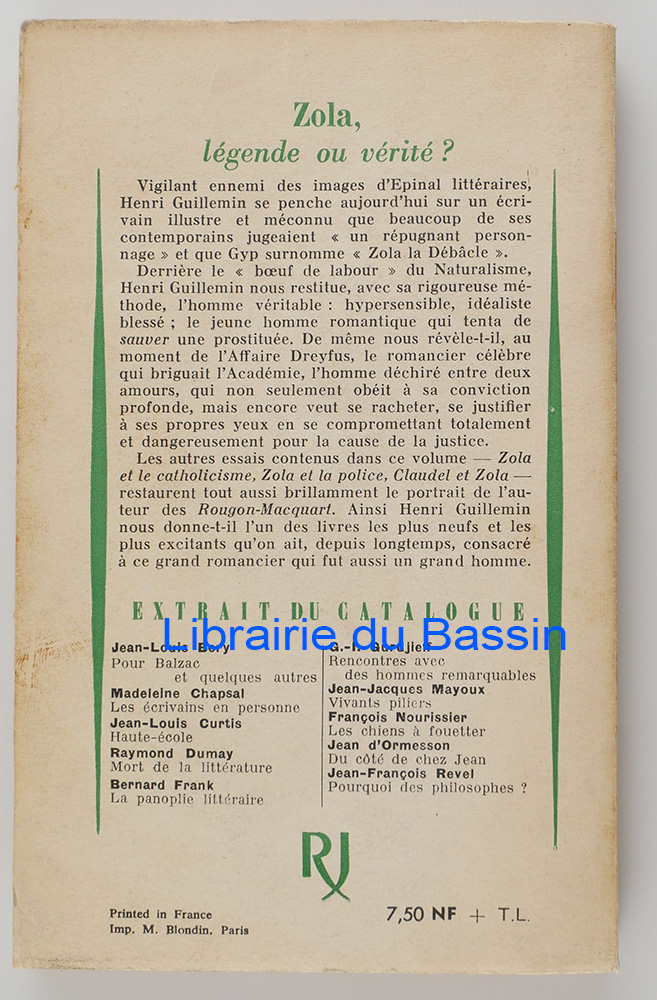 Zola,
légende ou vérité ?
Vigilant ennemi des images d'Epinal littéraires,
Henri Guillemin se penche aujourd'hui sur un écri-
vain illustre et méconnu que beaucoup de ses
contemporains jugeaient « un répugnant person-
nage » et que Gyp surnomme « Zola la Débâcle ».
Derrière le « bœuf de labour » du Naturalisme,
Henri Guillemin nous restitue, avec sa rigoureuse mé-
thode, l'homme véritable : hypersensible, idéaliste
blessé ; le jeune homme romantique qui tenta de
sauver une prostituée. De même nous révèle-t-il, au
moment de l'Affaire Dreyfus, le romancier célèbre
qui briguait l'Académie, l'homme déchiré entre deux
amours, qui non seulement obéit à sa conviction
profonde, mais encore veut se racheter, se justifier
à ses propres yeux en se compromettant totalement
et dangereusement pour la cause de la justice.
Les autres essais contenus dans ce volume — Zola
et le catholicisme, Zola et la police, Claudel et Zola —
restaurent tout aussi brillamment le portrait de l'au-
teur des Rougon-Macquart. Ainsi Henri Guillemin
nous donne-t-il l'un des livres les plus neufs et les
plus excitants qu'on ait, depuis longtemps, consacré
à ce grand romancier qui fut aussi un grand homme.
EXTRAIT DU CATALOGUE
Librairie du Bassin
Jean-Louis Bory
Pour Balzac
et quelques autres
Madeleine Chapsal
Les écrivains en personne
Jean-Louis Curtis
Haute-école
Raymond Dumay
Mort de la littérature
Bernard Frank
La panoplie littéraire
G.-I. Gurdjieff
Rencontres avec
des hommes remarquables
Jean-Jacques Mayoux
Vivants piliers
François Nourissier
Les chiens à fouetter
Jean d'Ormesson
Du côté de chez Jean
Jean-François Revel
Pourquoi des philosophes ?
RJ
Printed in France
Imp. M. Blondin, Paris
7,50 NF + T.L.